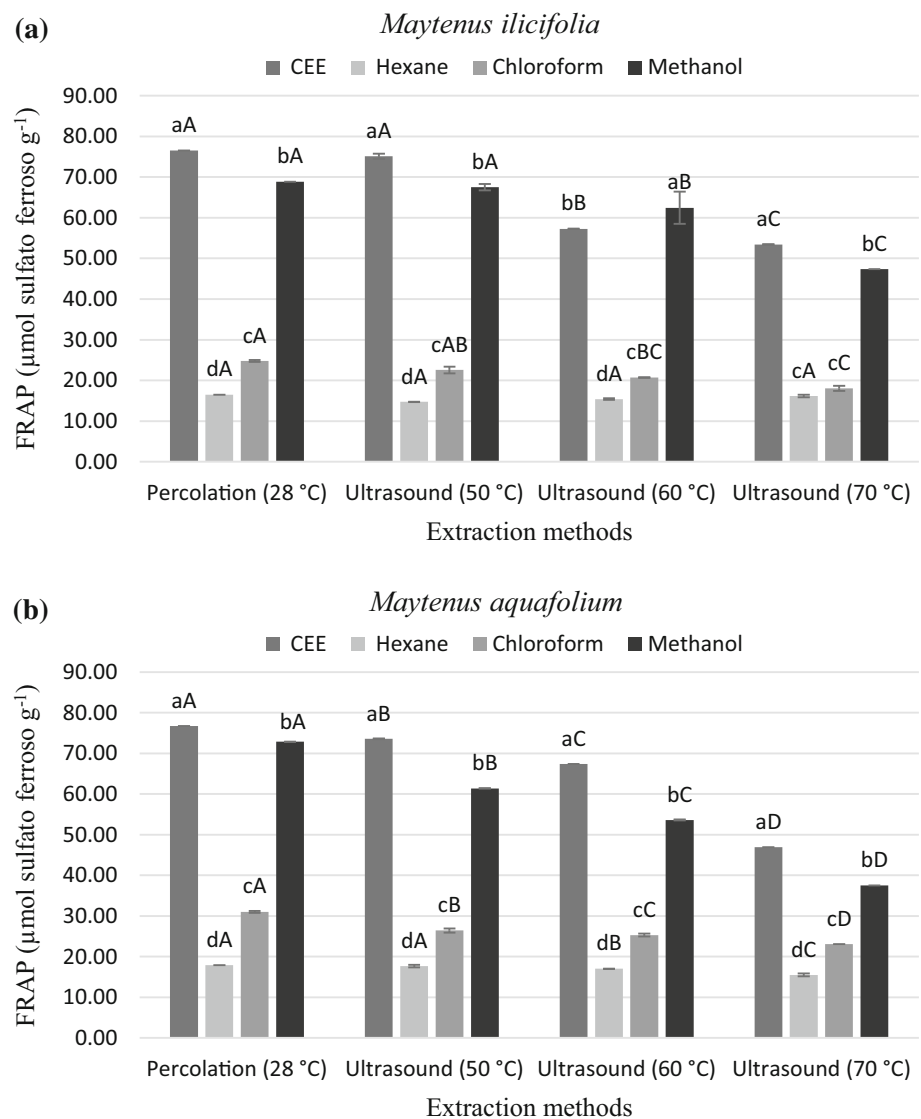 (a)
Maytenus ilicifolia
CEE Hexane Chloroform Methanol
FRAP (µmol sulfato ferroso g⁻¹)
90.00
80.00
70.00
60.00
50.00
40.00
30.00
20.00
10.00
0.00
aA dA cA bA
aA dA cAB bA
bB dA cBC aB
aC cA cC bC
Percolation (28 °C) Ultrasound (50 °C) Ultrasound (60 °C) Ultrasound (70 °C)
Extraction methods
(b)
Maytenus aquafolium
CEE Hexane Chloroform Methanol
FRAP (µmol sulfato ferroso g⁻¹)
90.00
80.00
70.00
60.00
50.00
40.00
30.00
20.00
10.00
0.00
aA dA cA bA
aB dA cB bB
aC dB cC bC
aD dC cD bD
Percolation (28 °C) Ultrasound (50 °C) Ultrasound (60 °C) Ultrasound (70 °C)
Extraction methods